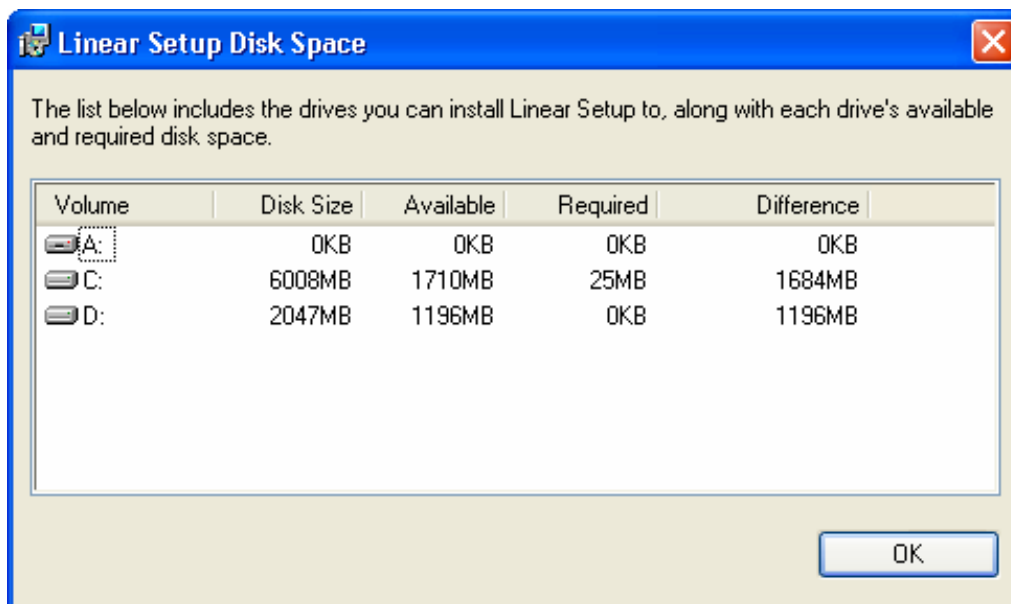 Linear Setup Disk Space
The list below includes the drives you can install Linear Setup to, along with each drive's available
and required disk space.
Volume Disk Size Available Required Difference
A: 0KB 0KB 0KB 0KB
C: 6008MB 1710MB 25MB 1684MB
D: 2047MB 1196MB 0KB 1196MB
OK